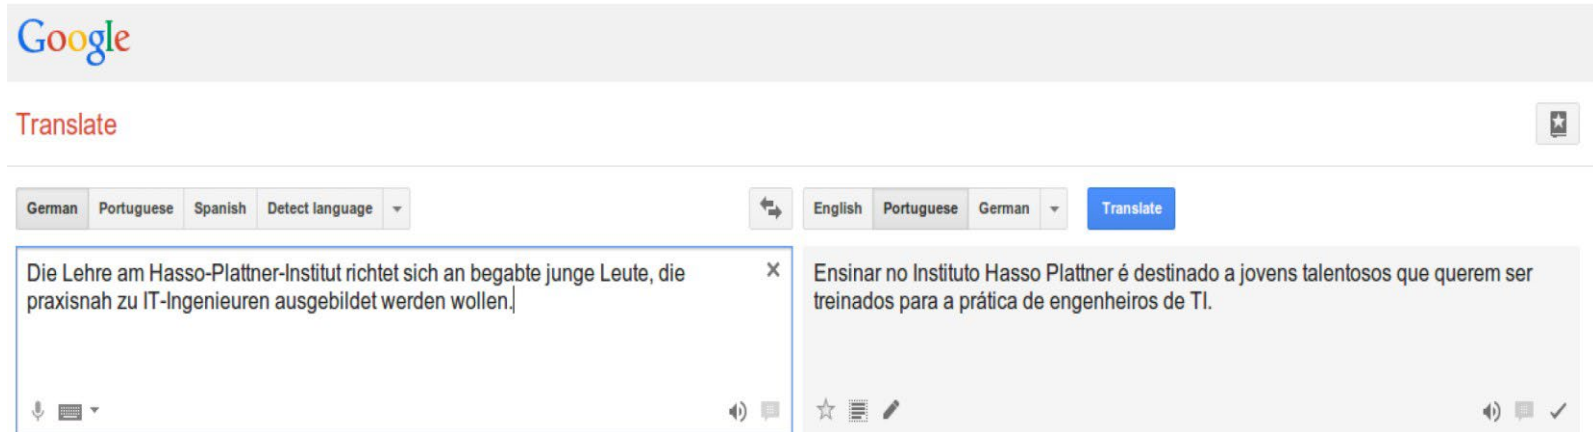 Google
Translate
German Portuguese Spanish Detect language
English Portuguese German Translate
Die Lehre am Hasso-Plattner-Institut richtet sich an begabte junge Leute, die
praxisnah zu IT-Ingenieuren ausgebildet werden wollen.
Ensinar no Instituto Hasso Plattner é destinado a jovens talentosos que querem ser
treinados para a prática de engenheiros de TI.